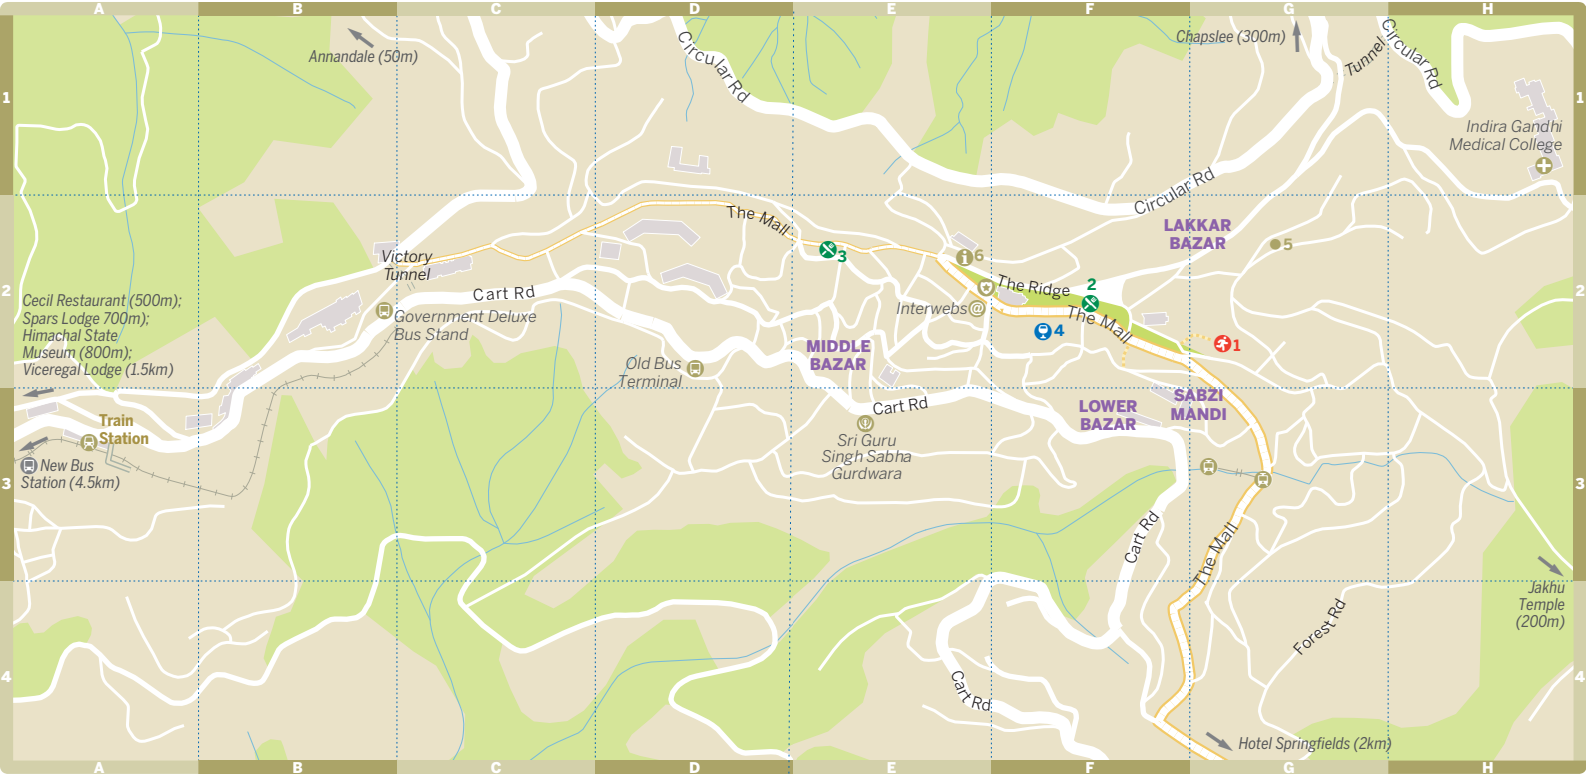 A B C D E F G H
Annandale (50m)
Circular Rd
Chapslee (300m)
Tunnel
Circular Rd
1
1
Indira Gandhi
Medical College
Circular Rd
The Mall
LAKKAR
BAZAR
5
3
6
Victory
Tunnel
The Ridge
2
2
2
Cart Rd
Cecil Restaurant (500m);
Spars Lodge 700m);
Himachal State
Museum (800m);
Viceregal Lodge (1.5km)
Government Deluxe
Bus Stand
Interwebs @
The Mall
4
1
MIDDLE
BAZAR
Old Bus
Terminal
Cart Rd
LOWER
BAZAR
SABZI
MANDI
Train
Station
Sri Guru
Singh Sabha
Gurdwara
New Bus
Station (4.5km)
3
3
Cart Rd
The Mall
Jakhu
Temple
(200m)
Forest Rd
4
4
Cart Rd
Hotel Springfields (2km)
A B C D E F G H